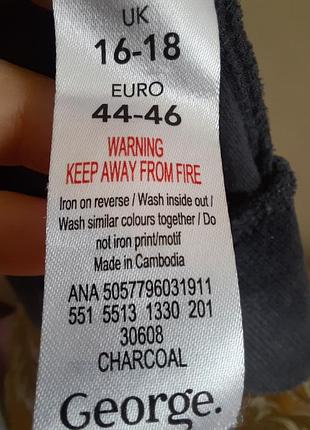 UK
16-18
EURO
44-46
WARNING
KEEP AWAY FROM FIRE
Iron on reverse / Wash inside out /
Wash similar colours together / Do
not iron print/motif
Made in Cambodia
ANA 5057796031911
551 5513 1330 201
30608
CHARCOAL
George.